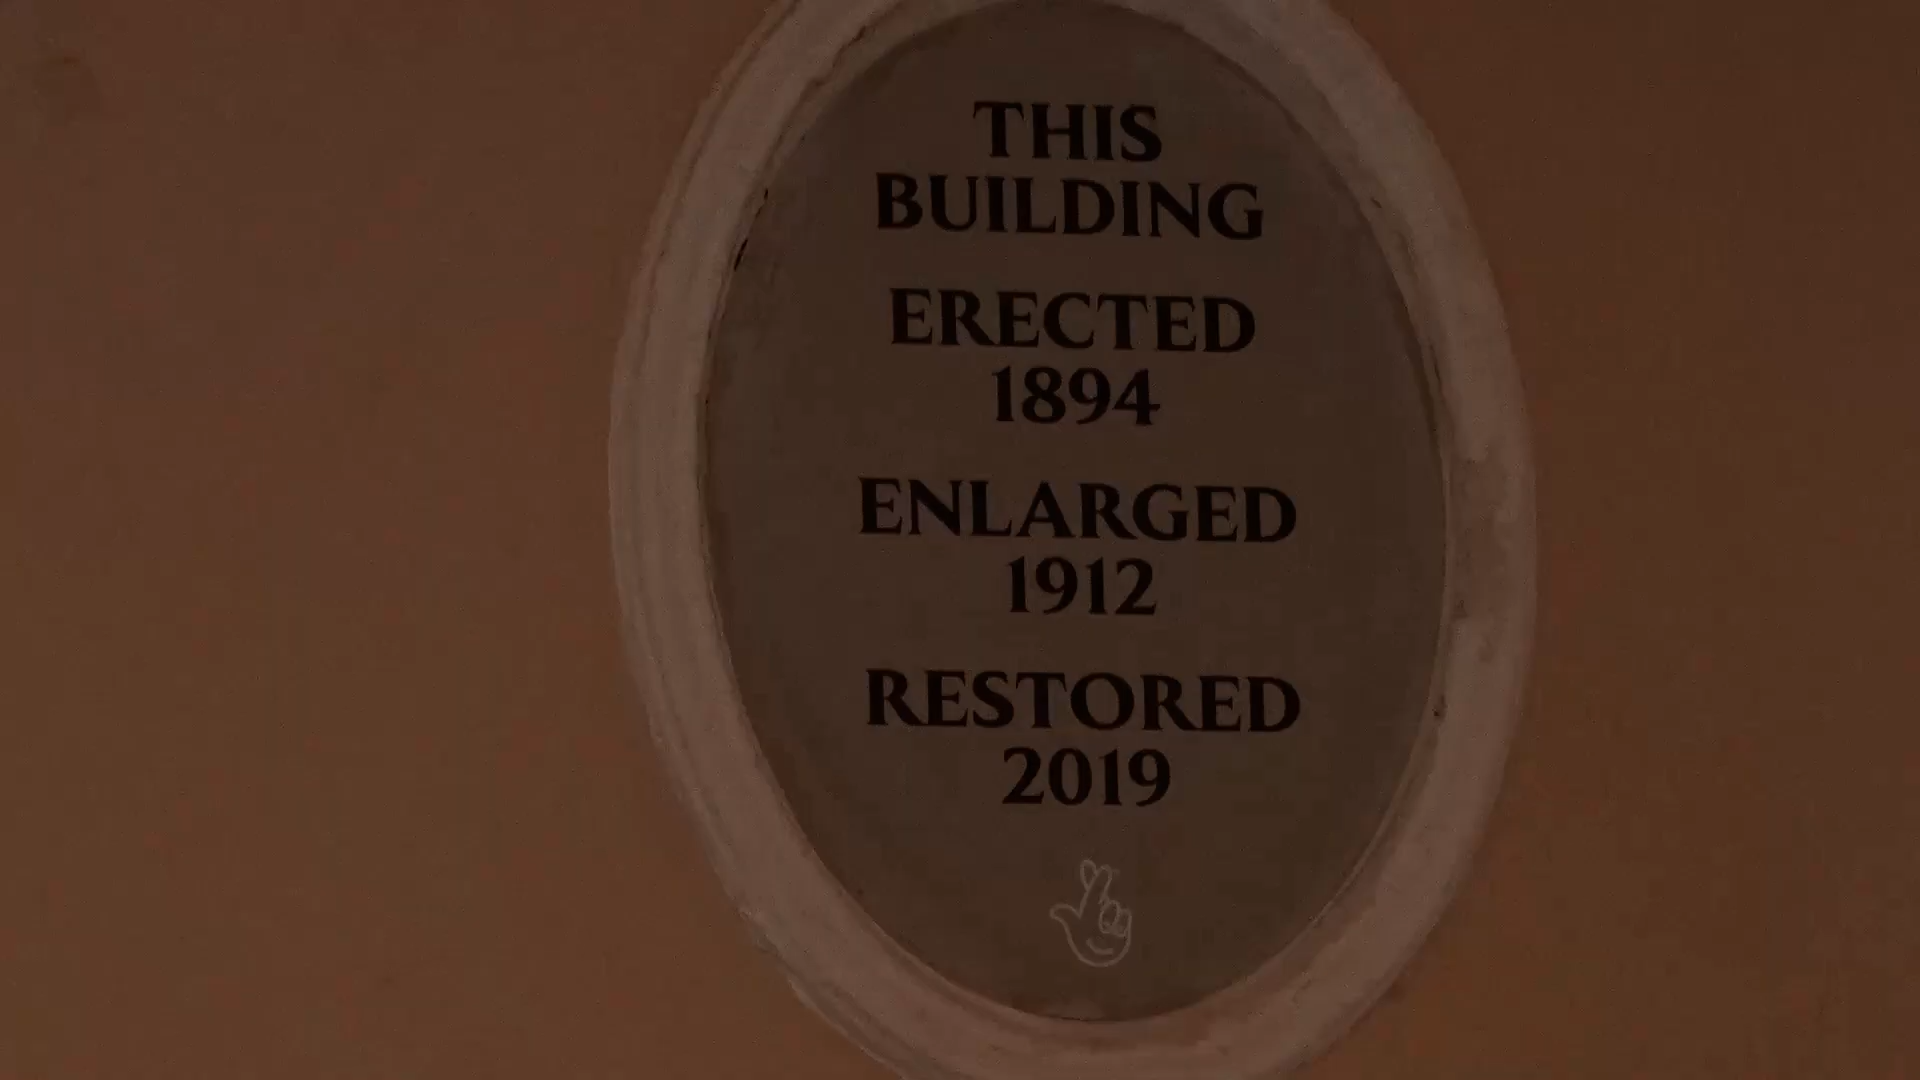 THIS
BUILDING
ERECTED
1894
ENLARGED
1912
RESTORED
2019